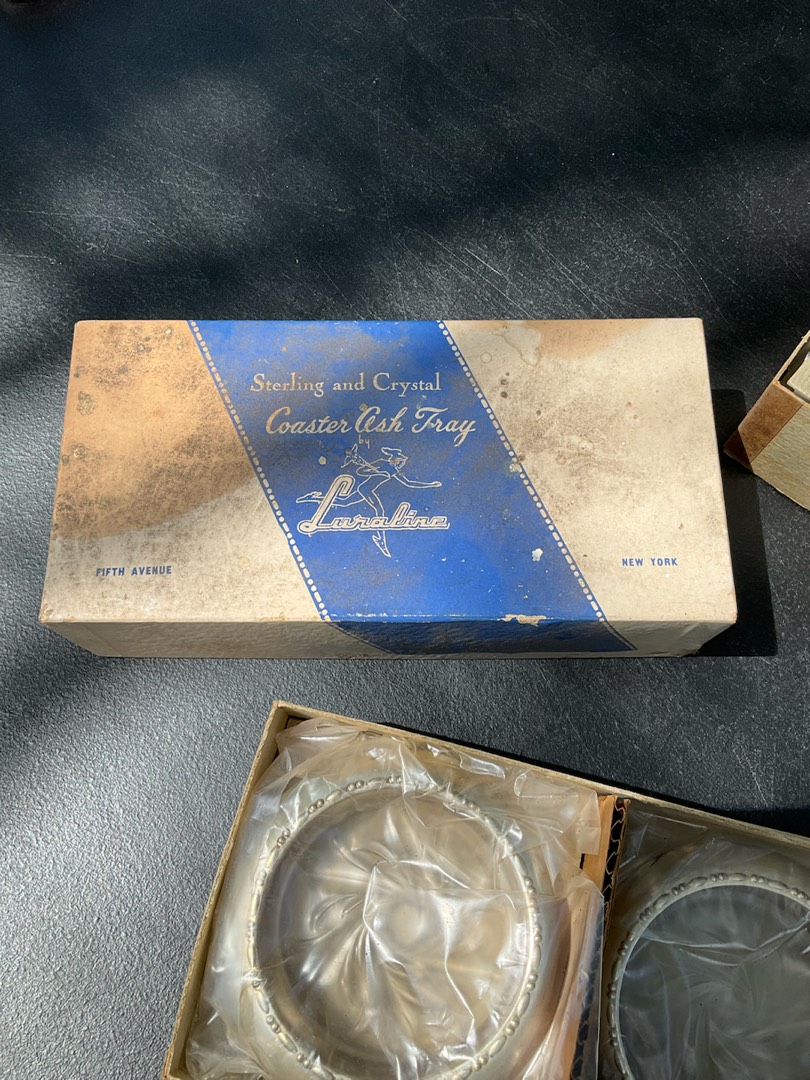 Sterling and Crystal
Coaster Ash Tray
by
Luraline
FIFTH AVENUE
NEW YORK